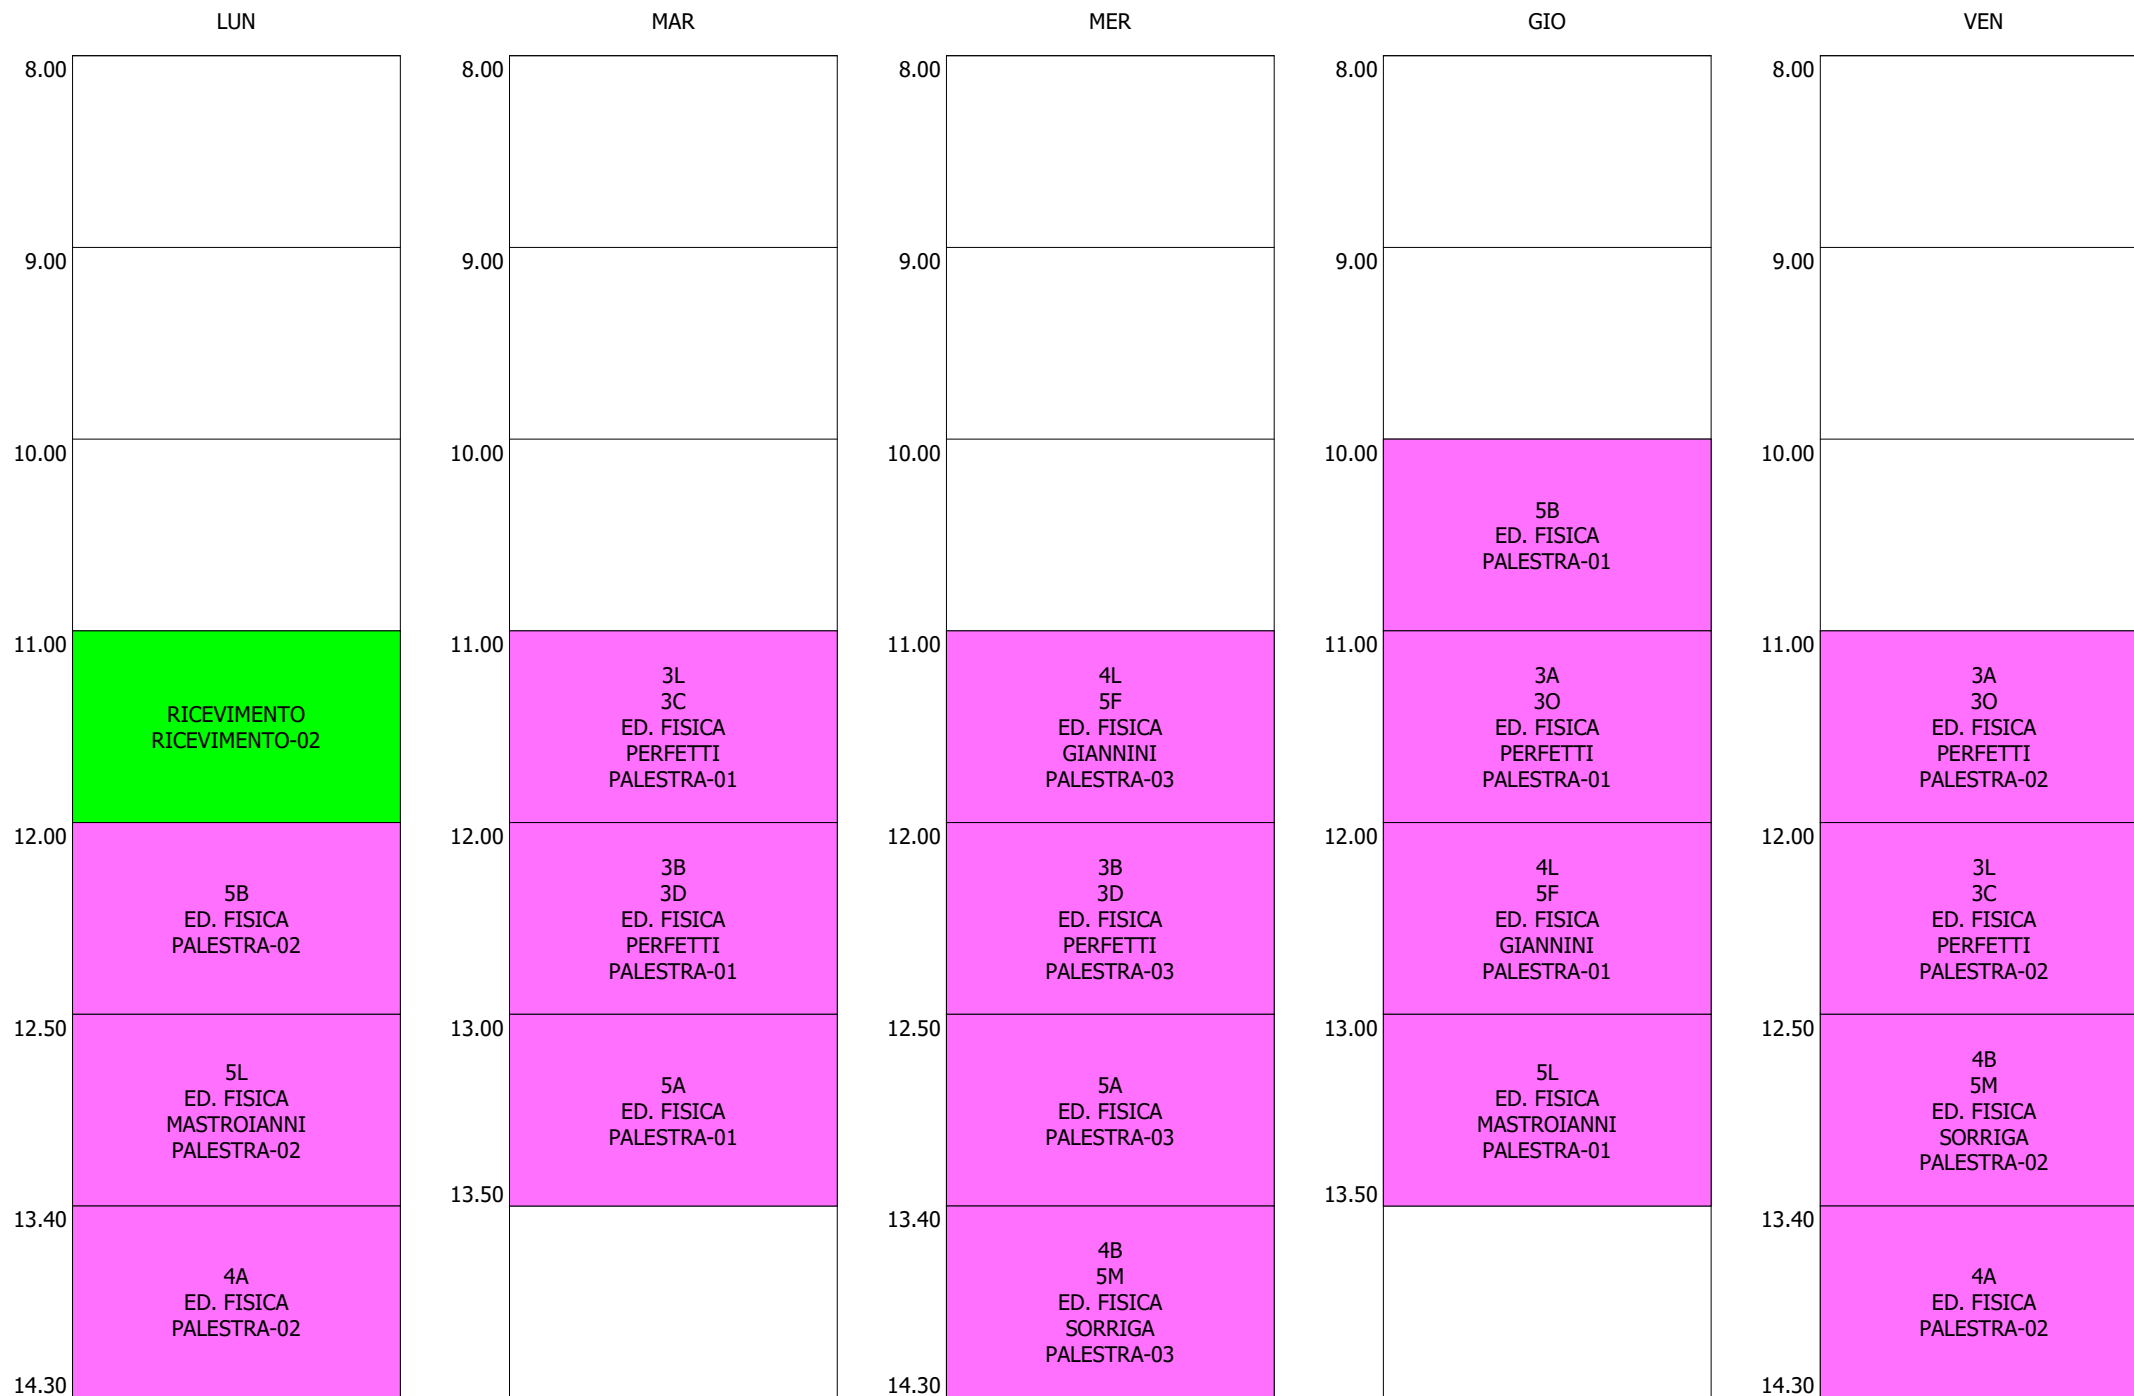 LUN
8.00
9.00
10.00
11.00
RICEVIMENTO
RICEVIMENTO-02
12.00
5B
ED. FISICA
PALESTRA-02
12.50
5L
ED. FISICA
MASTROIANNI
PALESTRA-02
13.40
4A
ED. FISICA
PALESTRA-02
14.30
MAR
8.00
9.00
10.00
11.00
3L
3C
ED. FISICA
PERFETTI
PALESTRA-01
12.00
3B
3D
ED. FISICA
PERFETTI
PALESTRA-01
13.00
5A
ED. FISICA
PALESTRA-01
13.50
MER
8.00
9.00
10.00
11.00
4L
5F
ED. FISICA
GIANNINI
PALESTRA-03
12.00
3B
3D
ED. FISICA
PERFETTI
PALESTRA-03
12.50
5A
ED. FISICA
PALESTRA-03
13.40
4B
5M
ED. FISICA
SORRIGA
PALESTRA-03
14.30
GIO
8.00
9.00
10.00
5B
ED. FISICA
PALESTRA-01
11.00
3A
3O
ED. FISICA
PERFETTI
PALESTRA-01
12.00
4L
5F
ED. FISICA
GIANNINI
PALESTRA-01
13.00
5L
ED. FISICA
MASTROIANNI
PALESTRA-01
13.50
VEN
8.00
9.00
10.00
11.00
3A
3O
ED. FISICA
PERFETTI
PALESTRA-02
12.00
3L
3C
ED. FISICA
PERFETTI
PALESTRA-02
12.50
4B
5M
ED. FISICA
SORRIGA
PALESTRA-02
13.40
4A
ED. FISICA
PALESTRA-02
14.30